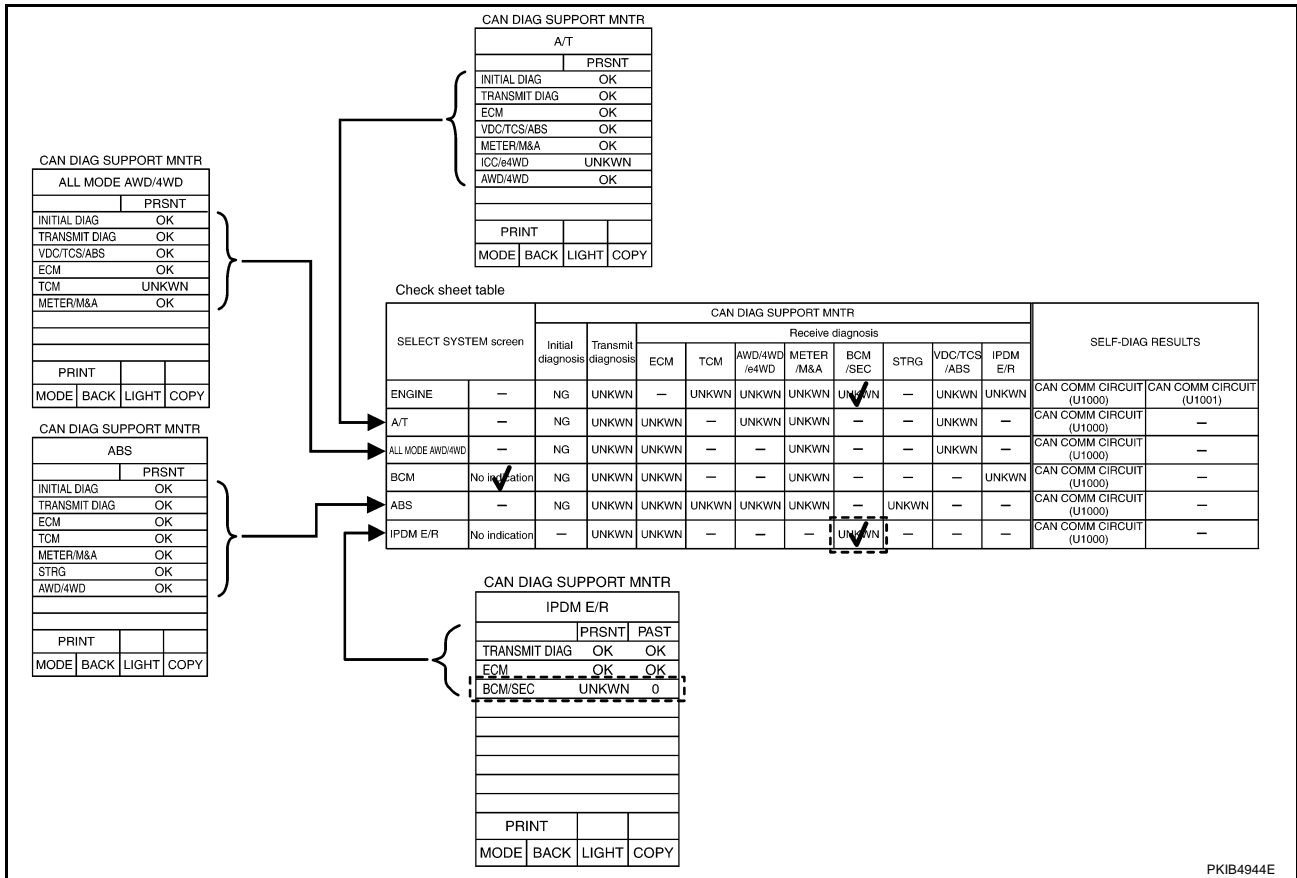 CAN DIAG SUPPORT MNTR
A/T
PRSNT
INITIAL DIAG OK
TRANSMIT DIAG OK
ECM OK
VDC/TCS/ABS OK
METER/M&A OK
ICC/e4WD UNKWN
AWD/4WD OK
PRINT
MODE BACK LIGHT COPY
CAN DIAG SUPPORT MNTR
ALL MODE AWD/4WD
PRSNT
INITIAL DIAG OK
TRANSMIT DIAG OK
VDC/TCS/ABS OK
ECM OK
TCM UNKWN
METER/M&A OK
PRINT
MODE BACK LIGHT COPY
CAN DIAG SUPPORT MNTR
ABS
PRSNT
INITIAL DIAG OK
TRANSMIT DIAG OK
ECM OK
TCM OK
METER/M&A OK
STRG OK
AWD/4WD OK
PRINT
MODE BACK LIGHT COPY
Check sheet table
SELECT SYSTEM screen
CAN DIAG SUPPORT MNTR
SELF-DIAG RESULTS
Initial diagnosis
Transmit diagnosis
Receive diagnosis
ECM TCM AWD/4WD /e4WD METER /M&A BCM /SEC STRG VDC/TCS /ABS IPDM E/R
ENGINE — NG UNKWN — UNKWN UNKWN UNKWN UNKWN — UNKWN UNKWN CAN COMM CIRCUIT (U1000) CAN COMM CIRCUIT (U1001)
A/T — NG UNKWN UNKWN — UNKWN UNKWN — — UNKWN — CAN COMM CIRCUIT (U1000) —
ALL MODE AWD/4WD — NG UNKWN UNKWN — — UNKWN — — UNKWN — CAN COMM CIRCUIT (U1000) —
BCM No indication NG UNKWN UNKWN — — UNKWN — — — UNKWN CAN COMM CIRCUIT (U1000) —
ABS — NG UNKWN UNKWN UNKWN UNKWN UNKWN — UNKWN — — CAN COMM CIRCUIT (U1000) —
IPDM E/R No indication — UNKWN UNKWN — — — UNKWN — — — CAN COMM CIRCUIT (U1000) —
CAN DIAG SUPPORT MNTR
IPDM E/R
PRSNT PAST
TRANSMIT DIAG OK OK
ECM OK OK
BCM/SEC UNKWN 0
PRINT
MODE BACK LIGHT COPY
PKIB4944E